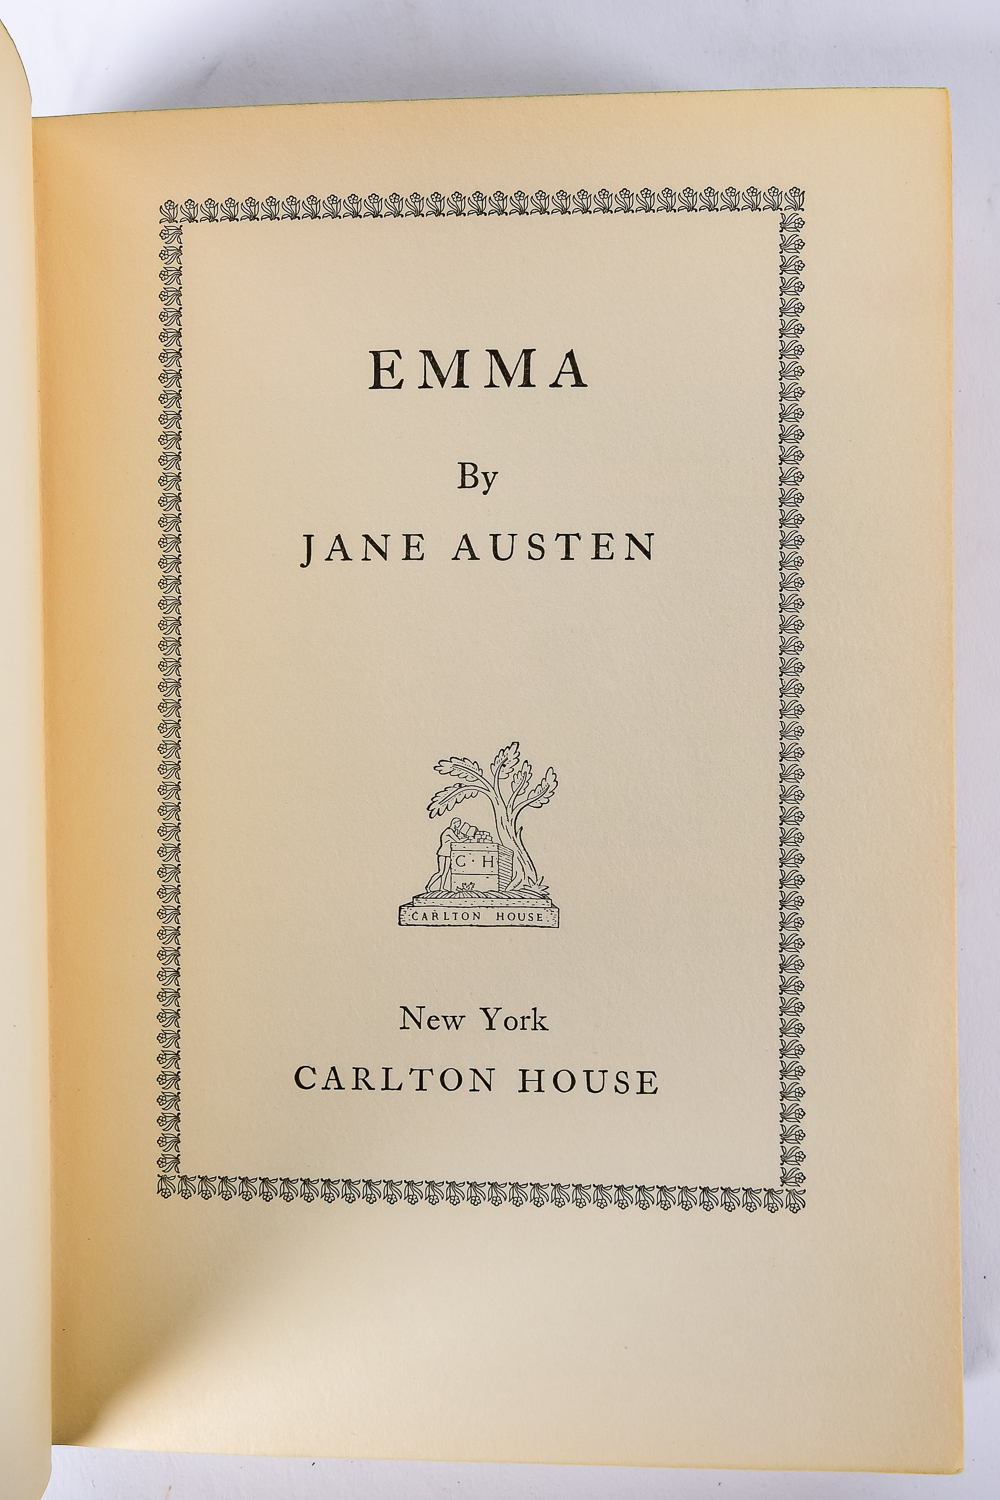 EMMA
By
JANE AUSTEN
C·H
CARLTON HOUSE
New York
CARLTON HOUSE